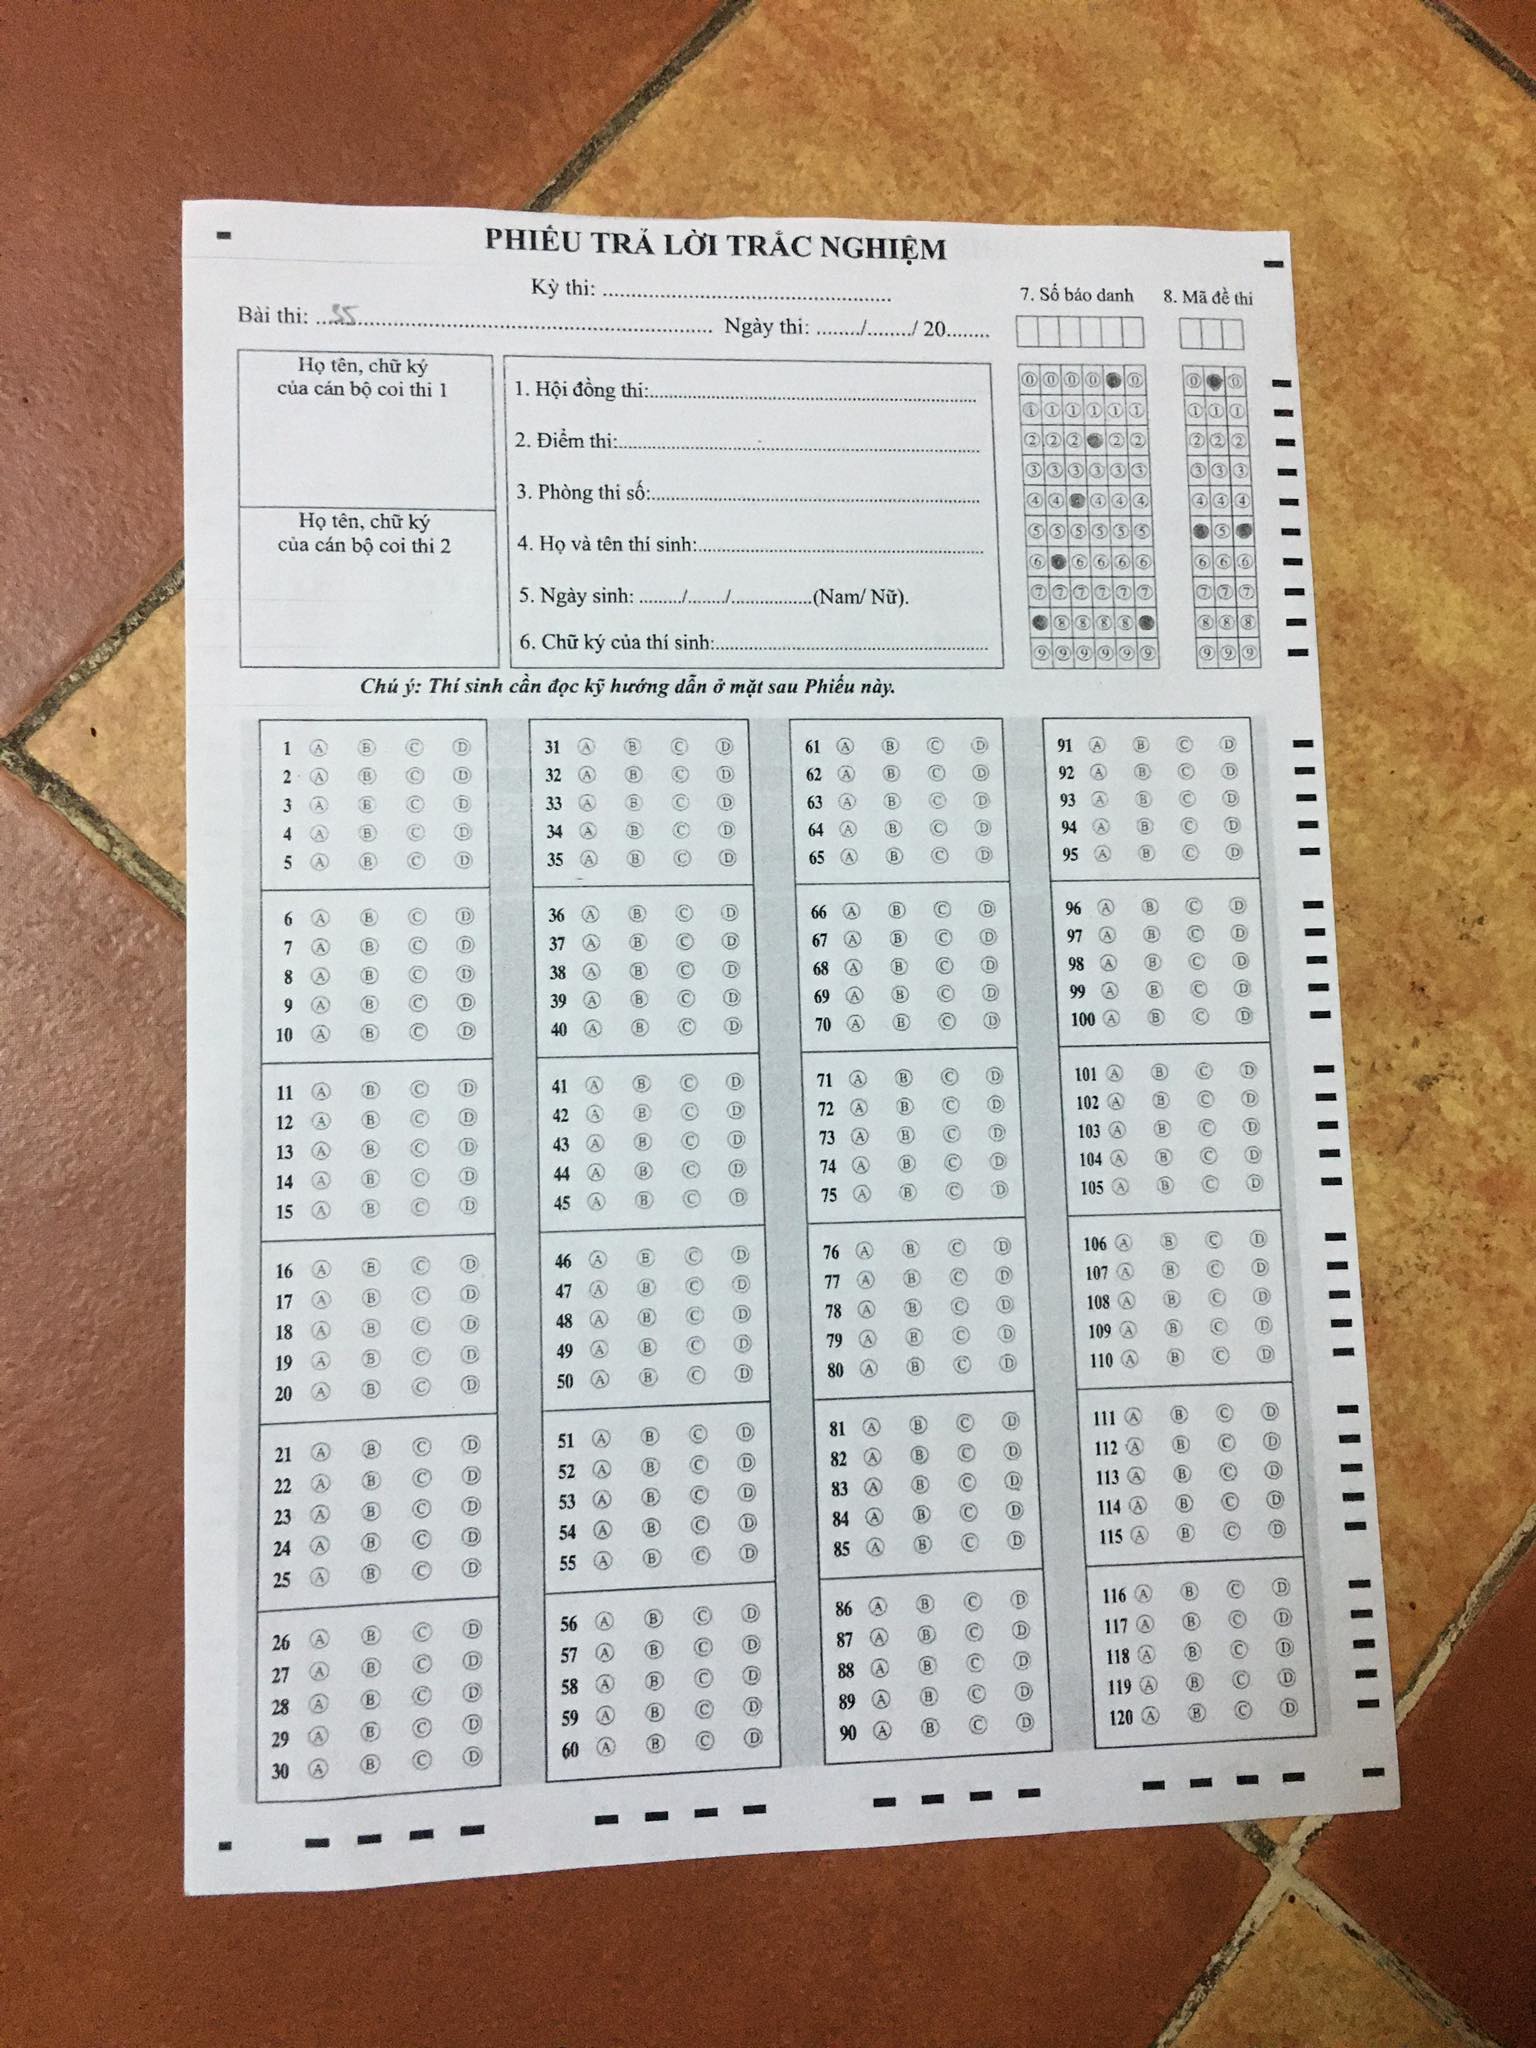 PHIẾU TRẢ LỜI TRẮC NGHIỆM
Kỳ thi: ................................................
Bài thi: ...55................................................................ Ngày thi: ......../......../ 20........
7. Số báo danh
8. Mã đề thi
Họ tên, chữ ký
của cán bộ coi thi 1
Họ tên, chữ ký
của cán bộ coi thi 2
1. Hội đồng thi:........................................................
2. Điểm thi:..............................................................
3. Phòng thi số:........................................................
4. Họ và tên thí sinh:.................................................
5. Ngày sinh: ......../......../...............(Nam/ Nữ).
6. Chữ ký của thí sinh:...............................................
0 0 0 0 0 0 0
1 1 1 1 1 1 1 1 1
2 2 2 2 2 2 2 2
3 3 3 3 3 3 3 3 3
4 4 4 4 4 4 4 4
5 5 5 5 5 5 5
6 6 6 6 6 6 6 6
7 7 7 7 7 7 7 7 7
8 8 8 8 8 8 8
9 9 9 9 9 9 9 9 9
Chú ý: Thí sinh cần đọc kỹ hướng dẫn ở mặt sau Phiếu này.
1 A B C D
2 A B C D
3 A B C D
4 A B C D
5 A B C D
6 A B C D
7 A B C D
8 A B C D
9 A B C D
10 A B C D
11 A B C D
12 A B C D
13 A B C D
14 A B C D
15 A B C D
16 A B C D
17 A B C D
18 A B C D
19 A B C D
20 A B C D
21 A B C D
22 A B C D
23 A B C D
24 A B C D
25 A B C D
26 A B C D
27 A B C D
28 A B C D
29 A B C D
30 A B C D
31 A B C D
32 A B C D
33 A B C D
34 A B C D
35 A B C D
36 A B C D
37 A B C D
38 A B C D
39 A B C D
40 A B C D
41 A B C D
42 A B C D
43 A B C D
44 A B C D
45 A B C D
46 A B C D
47 A B C D
48 A B C D
49 A B C D
50 A B C D
51 A B C D
52 A B C D
53 A B C D
54 A B C D
55 A B C D
56 A B C D
57 A B C D
58 A B C D
59 A B C D
60 A B C D
61 A B C D
62 A B C D
63 A B C D
64 A B C D
65 A B C D
66 A B C D
67 A B C D
68 A B C D
69 A B C D
70 A B C D
71 A B C D
72 A B C D
73 A B C D
74 A B C D
75 A B C D
76 A B C D
77 A B C D
78 A B C D
79 A B C D
80 A B C D
81 A B C D
82 A B C D
83 A B C D
84 A B C D
85 A B C D
86 A B C D
87 A B C D
88 A B C D
89 A B C D
90 A B C D
91 A B C D
92 A B C D
93 A B C D
94 A B C D
95 A B C D
96 A B C D
97 A B C D
98 A B C D
99 A B C D
100 A B C D
101 A B C D
102 A B C D
103 A B C D
104 A B C D
105 A B C D
106 A B C D
107 A B C D
108 A B C D
109 A B C D
110 A B C D
111 A B C D
112 A B C D
113 A B C D
114 A B C D
115 A B C D
116 A B C D
117 A B C D
118 A B C D
119 A B C D
120 A B C D